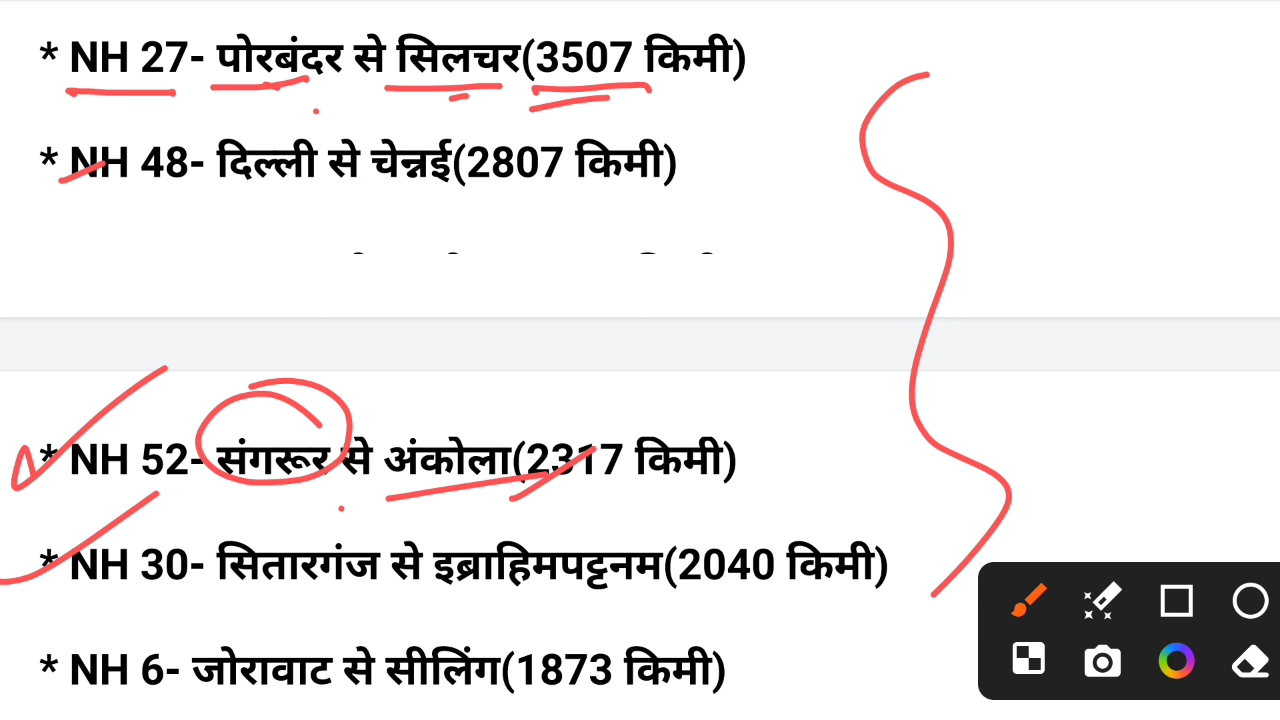 * NH 27- पोरबंदर से सिलचर(3507 किमी)
* NH 48- दिल्ली से चेन्नई(2807 किमी)
* NH 52- संगरूर से अंकोला(2317 किमी)
* NH 30- सितारगंज से इब्राहिमपट्टनम(2040 किमी)
* NH 6- जोरावाट से सीलिंग(1873 किमी)